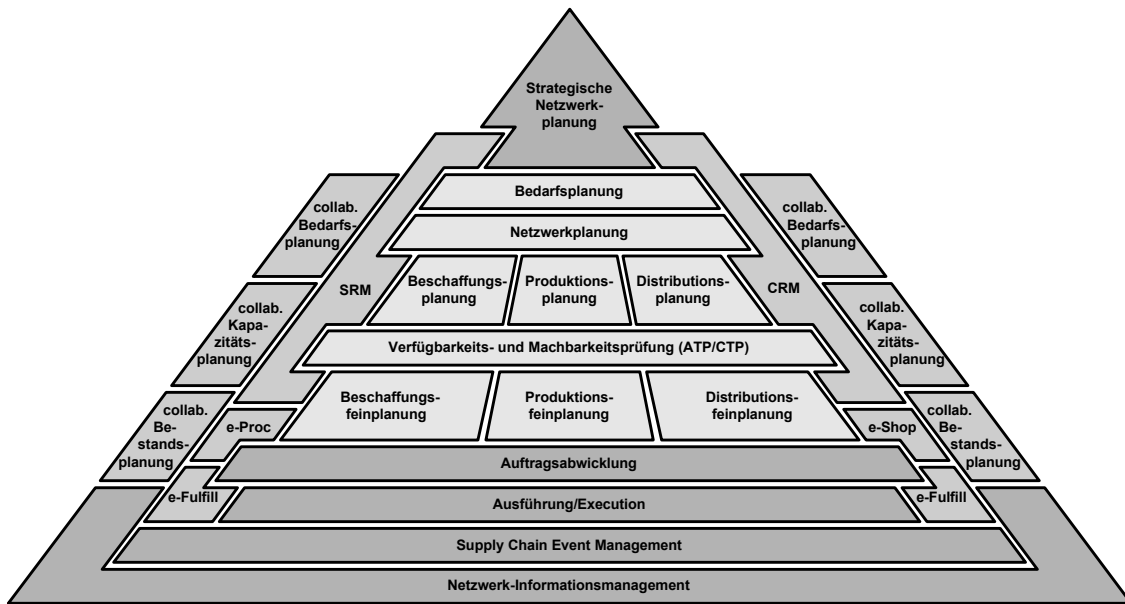 Strategische
Netzwerk-
planung
Bedarfsplanung
Netzwerkplanung
collab.
Bedarfs-
planung
collab.
Bedarfs-
planung
SRM
Beschaffungs-
planung
Produktions-
planung
Distributions-
planung
CRM
collab.
Kapa-
zitäts-
planung
collab.
Kapa-
zitäts-
planung
Verfügbarkeits- und Machbarkeitsprüfung (ATP/CTP)
collab.
Be-
stands-
planung
e-Proc
Beschaffungs-
feinplanung
Produktions-
feinplanung
Distributions-
feinplanung
e-Shop
collab.
Be-
stands-
planung
Auftragsabwicklung
e-Fulfill
Ausführung/Execution
e-Fulfill
Supply Chain Event Management
Netzwerk-Informationsmanagement